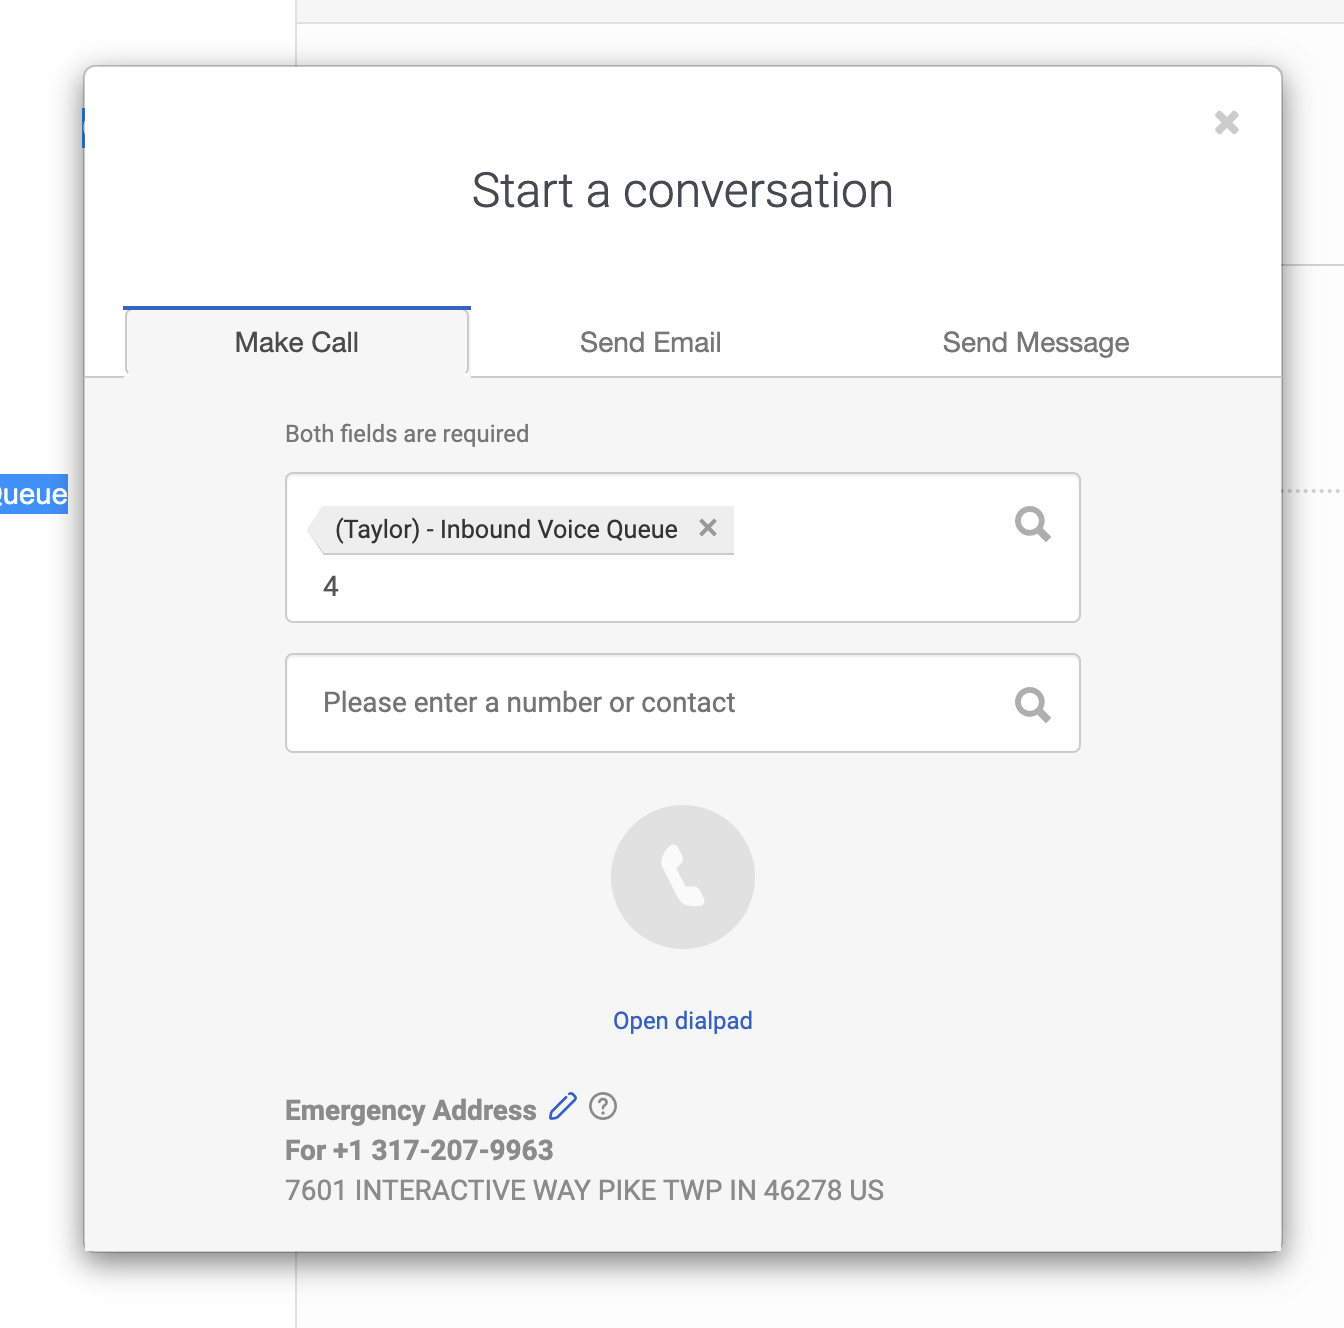 Start a conversation
Make Call
Send Email
Send Message
Both fields are required
ueue
(Taylor) - Inbound Voice Queue
4
Please enter a number or contact
Open dialpad
Emergency Address
For +1 317-207-9963
7601 INTERACTIVE WAY PIKE TWP IN 46278 US